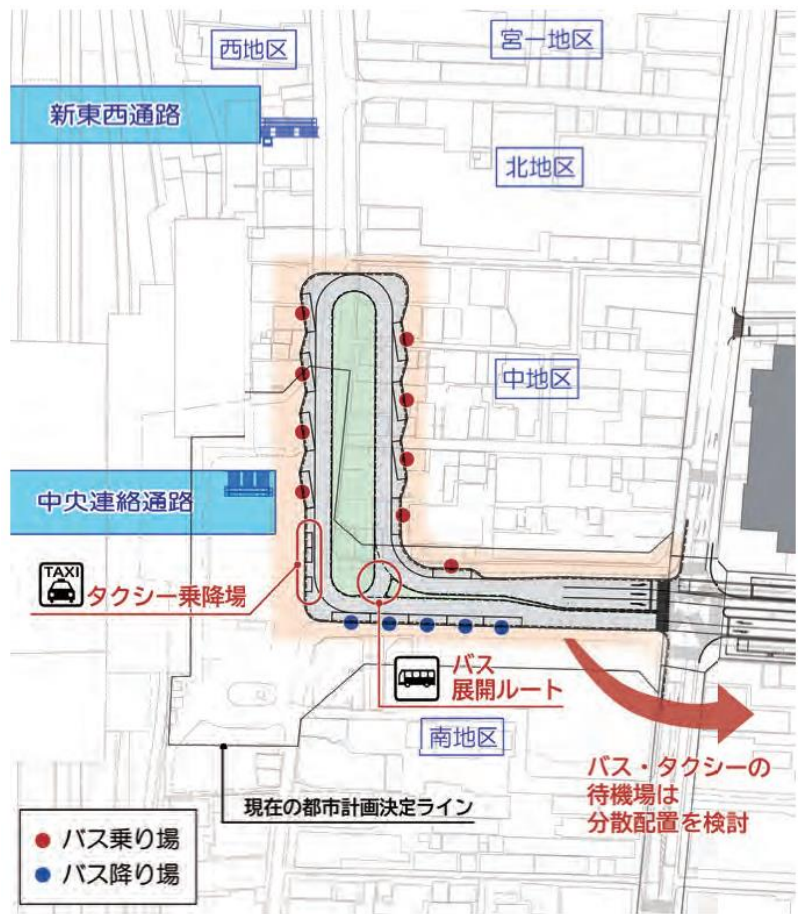 西地区
宮一地区
新東西通路
北地区
中地区
中央連絡通路
TAXI
タクシー乗降場
バス
展開ルート
南地区
バス・タクシーの
待機場は
分散配置を検討
現在の都市計画決定ライン
バス乗り場
バス降り場